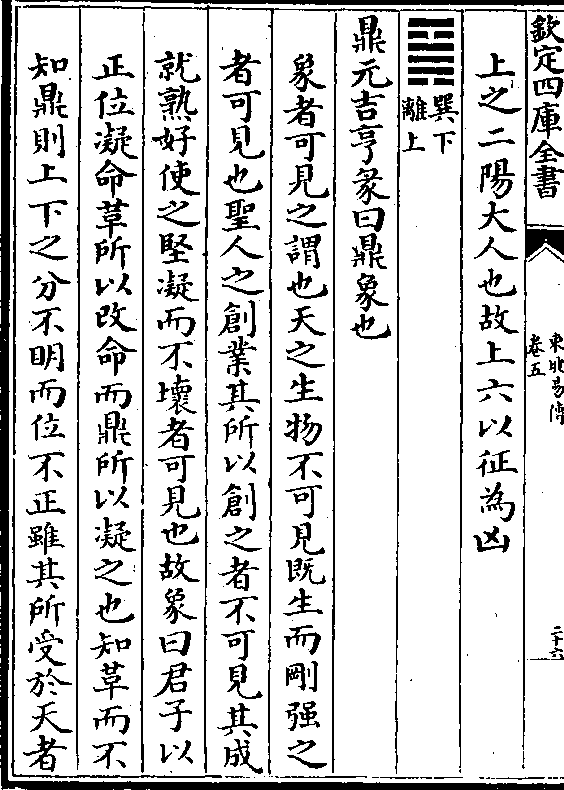 欽定四庫全書
東坡易傳
卷五
二十六
上之二陽大人也故上六以征為凶
巽下
離上
鼎元吉亨彖曰鼎象也
象者可見之謂也天之生物不可見既生而剛强之
者可見也聖人之創業其所以創之者不可見其成
就熟好使之堅凝而不壞者可見也故象曰君子以
正位凝命革所以改命而鼎所以凝之也知革而不
知鼎則上下之分不明而位不正雖其所受於天者